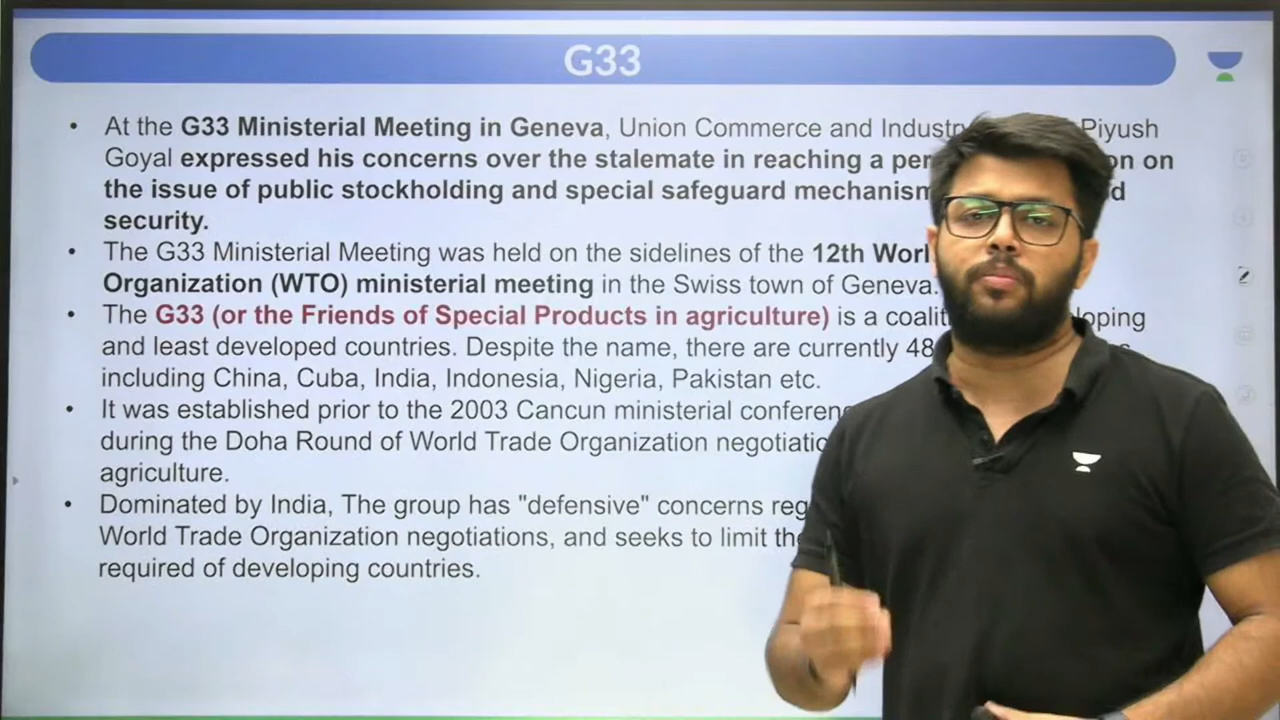 G33
• At the G33 Ministerial Meeting in Geneva, Union Commerce and Industry Piyush
Goyal expressed his concerns over the stalemate in reaching a per on on
the issue of public stockholding and special safeguard mechanism d
security.
• The G33 Ministerial Meeting was held on the sidelines of the 12th Worl
Organization (WTO) ministerial meeting in the Swiss town of Geneva.
• The G33 (or the Friends of Special Products in agriculture) is a coalit loping
and least developed countries. Despite the name, there are currently 48
including China, Cuba, India, Indonesia, Nigeria, Pakistan etc.
• It was established prior to the 2003 Cancun ministerial conferenc
during the Doha Round of World Trade Organization negotiatio
agriculture.
• Dominated by India, The group has "defensive" concerns reg
World Trade Organization negotiations, and seeks to limit the
required of developing countries.